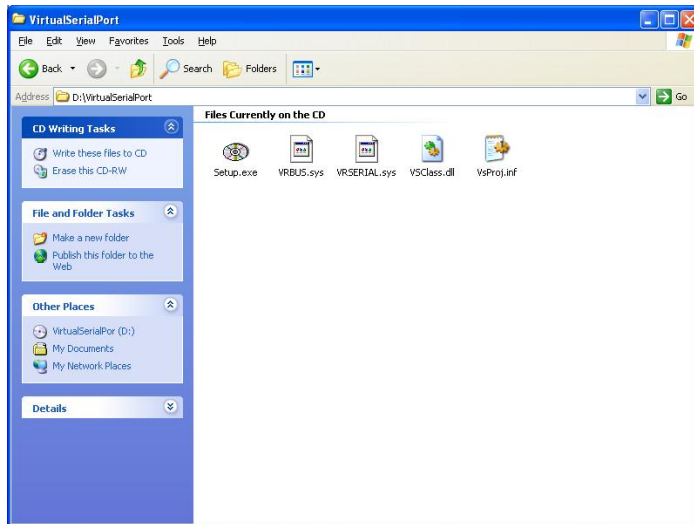 VirtualSerialPort
File Edit View Favorites Tools Help
Back Search Folders
Address D:\VirtualSerialPort Go
Files Currently on the CD
CD Writing Tasks
Write these files to CD
Erase this CD-RW
File and Folder Tasks
Make a new folder
Publish this folder to the
Web
Other Places
VirtualSerialPor (D:)
My Documents
My Network Places
Details
Setup.exe VRBUS.sys VRSERIAL.sys VSClass.dll VsProj.inf